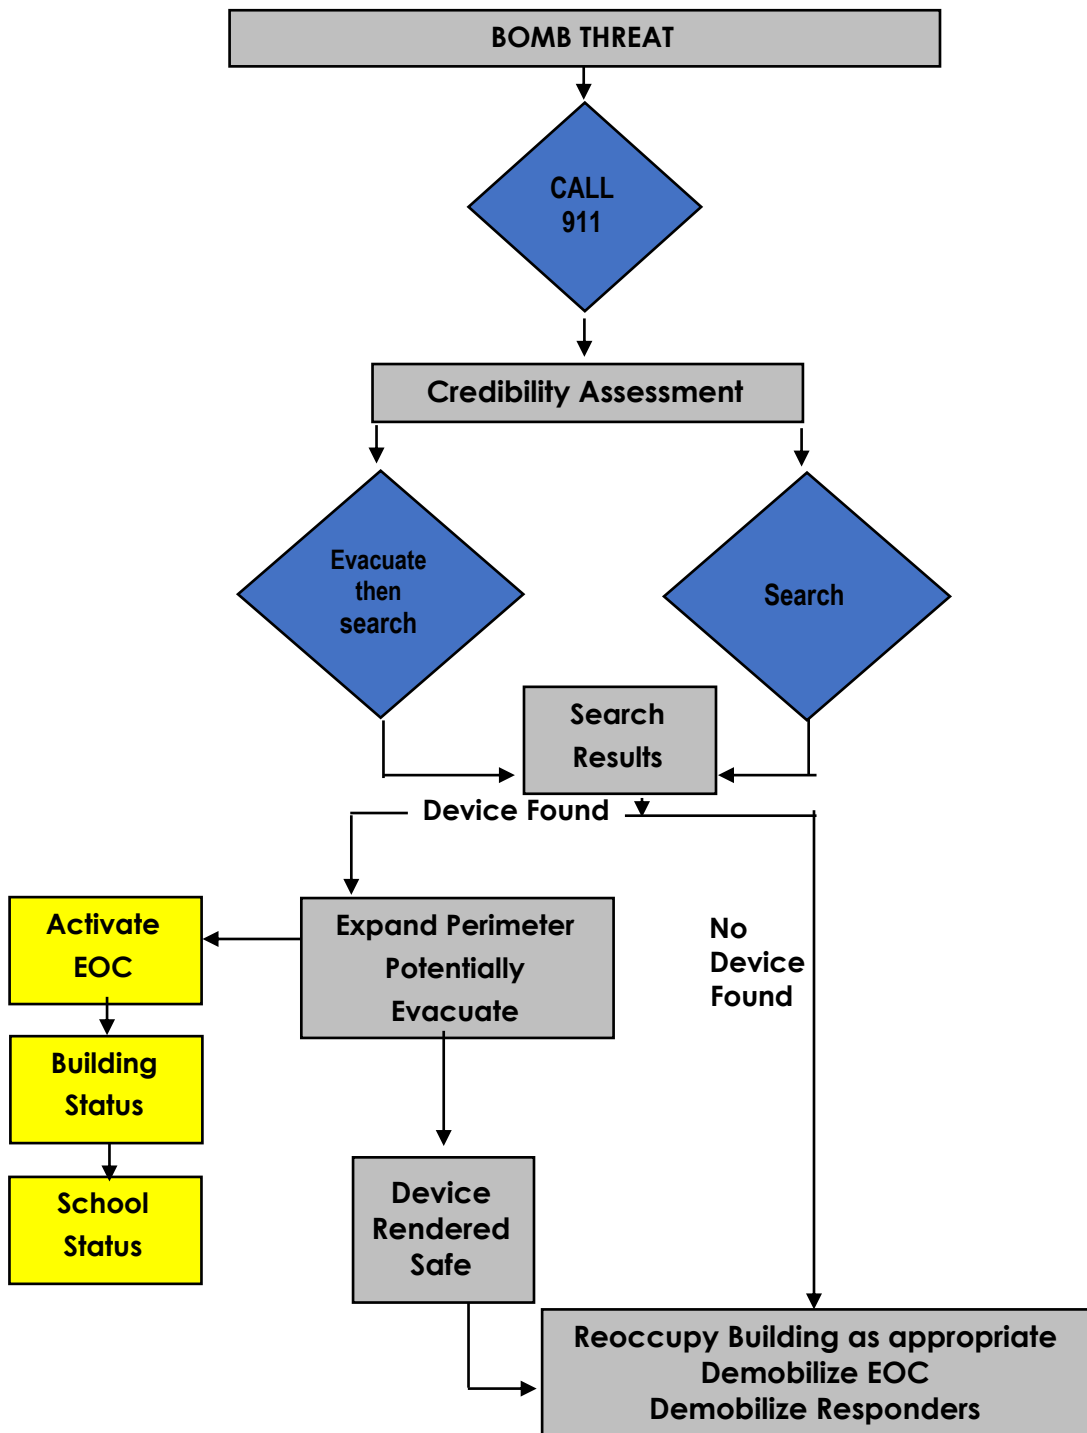 BOMB THREAT
CALL
911
Credibility Assessment
Evacuate
then
search
Search
Search
Results
Device Found
Activate
EOC
Expand Perimeter
Potentially
Evacuate
No
Device
Found
Building
Status
School
Status
Device
Rendered
Safe
Reoccupy Building as appropriate
Demobilize EOC
Demobilize Responders